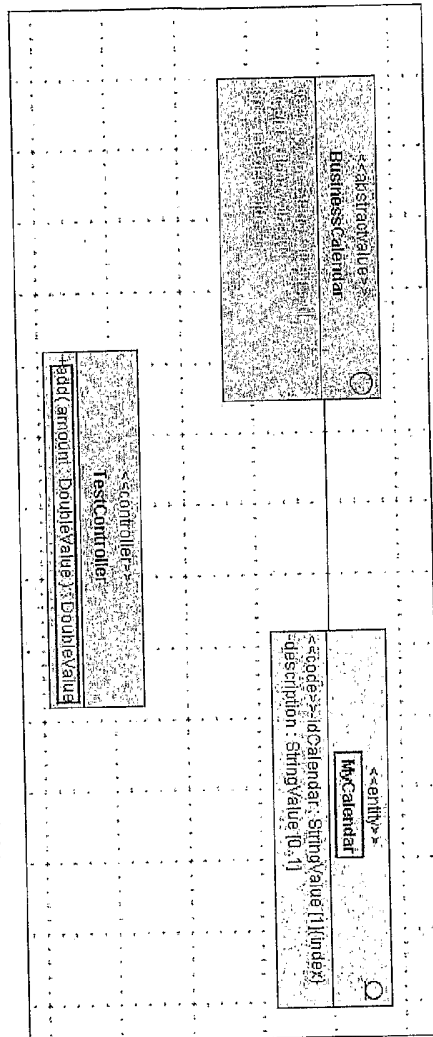 <<abstractvalue>>
BusinessCalendar
<<entity>>
MyCalendar
<<code>> idCalendar : StringValue [1]{index}
-description : StringValue [0..1]
<<controller>>
TestController
+add( amount : DoubleValue ) : DoubleValue